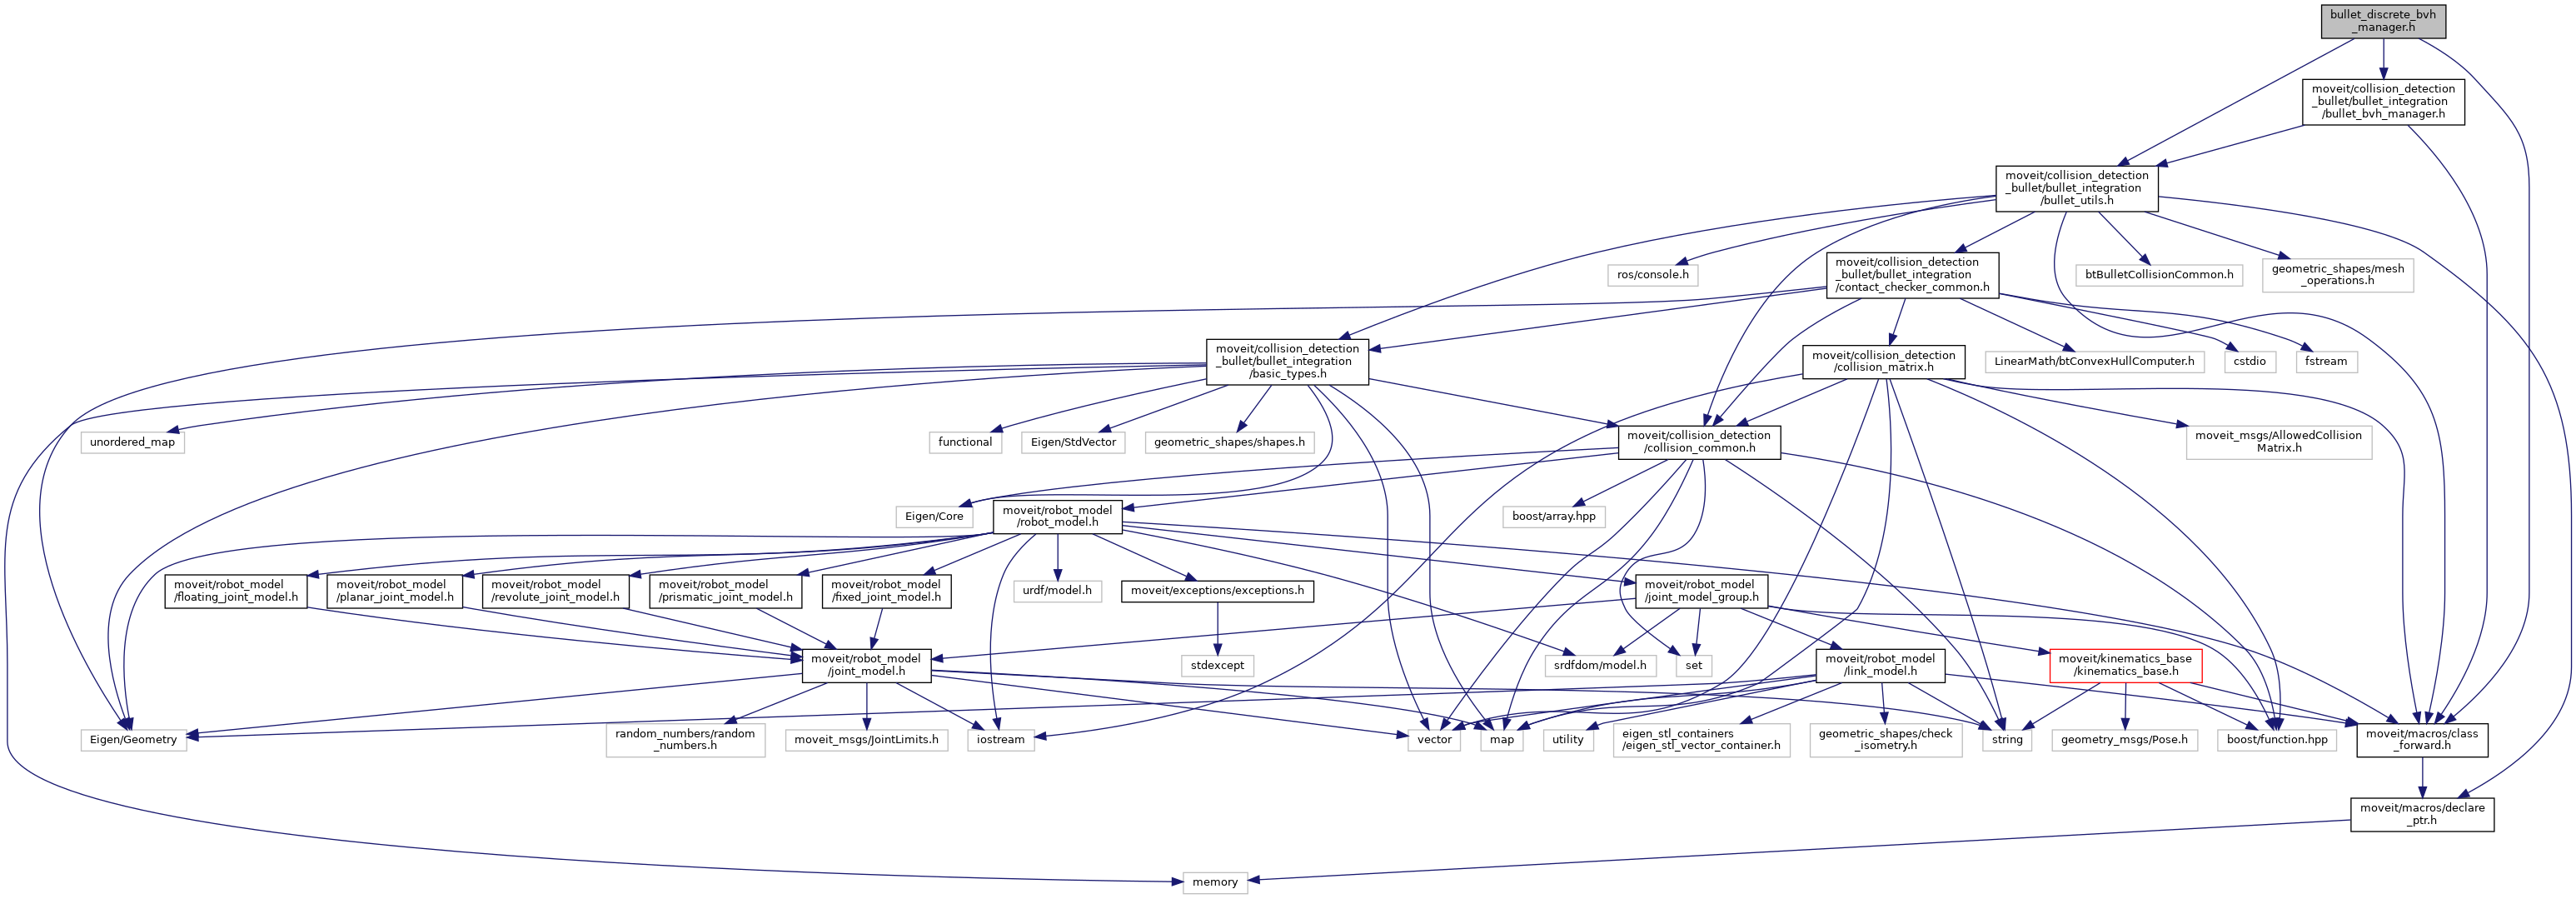 bullet_discrete_bvh
_manager.h
moveit/collision_detection
_bullet/bullet_integration
/bullet_bvh_manager.h
moveit/collision_detection
_bullet/bullet_integration
/bullet_utils.h
ros/console.h
moveit/collision_detection
_bullet/bullet_integration
/contact_checker_common.h
btBulletCollisionCommon.h
geometric_shapes/mesh
_operations.h
moveit/collision_detection
_bullet/bullet_integration
/basic_types.h
moveit/collision_detection
/collision_matrix.h
LinearMath/btConvexHullComputer.h
cstdio
fstream
unordered_map
functional
Eigen/StdVector
geometric_shapes/shapes.h
moveit/collision_detection
/collision_common.h
moveit_msgs/AllowedCollision
Matrix.h
Eigen/Core
moveit/robot_model
/robot_model.h
boost/array.hpp
moveit/robot_model
/floating_joint_model.h
moveit/robot_model
/planar_joint_model.h
moveit/robot_model
/revolute_joint_model.h
moveit/robot_model
/prismatic_joint_model.h
moveit/robot_model
/fixed_joint_model.h
urdf/model.h
moveit/exceptions/exceptions.h
moveit/robot_model
/joint_model_group.h
moveit/robot_model
/joint_model.h
stdexcept
srdfdom/model.h
set
moveit/robot_model
/link_model.h
moveit/kinematics_base
/kinematics_base.h
Eigen/Geometry
random_numbers/random
_numbers.h
moveit_msgs/JointLimits.h
iostream
vector
map
utility
eigen_stl_containers
/eigen_stl_vector_container.h
geometric_shapes/check
_isometry.h
string
geometry_msgs/Pose.h
boost/function.hpp
moveit/macros/class
_forward.h
moveit/macros/declare
_ptr.h
memory